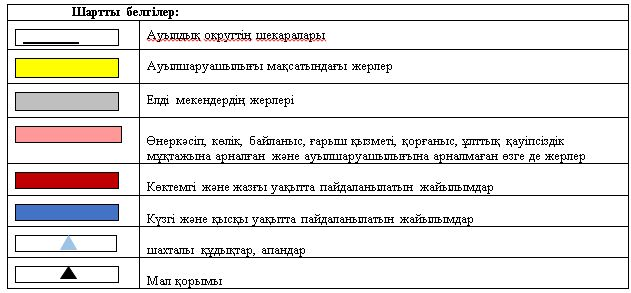 Шартты белгілер:
Ауылдық округтің шекаралары
Ауылшаруашылығы мақсатындағы жерлер
Елді мекендердің жерлері
Өнеркәсіп, көлік, байланыс, ғарыш қызметі, қорғаныс, ұлттық қауіпсіздік
мұқтажына арналған және ауылшаруашылығына арналмаған өзге де жерлер
Көктемгі және жазғы уақытта пайдаланылатын жайылымдар
Күзгі және қысқы уақытта пайдаланылатын жайылымдар
шахталы құдықтар, апандар
Мал қорымы